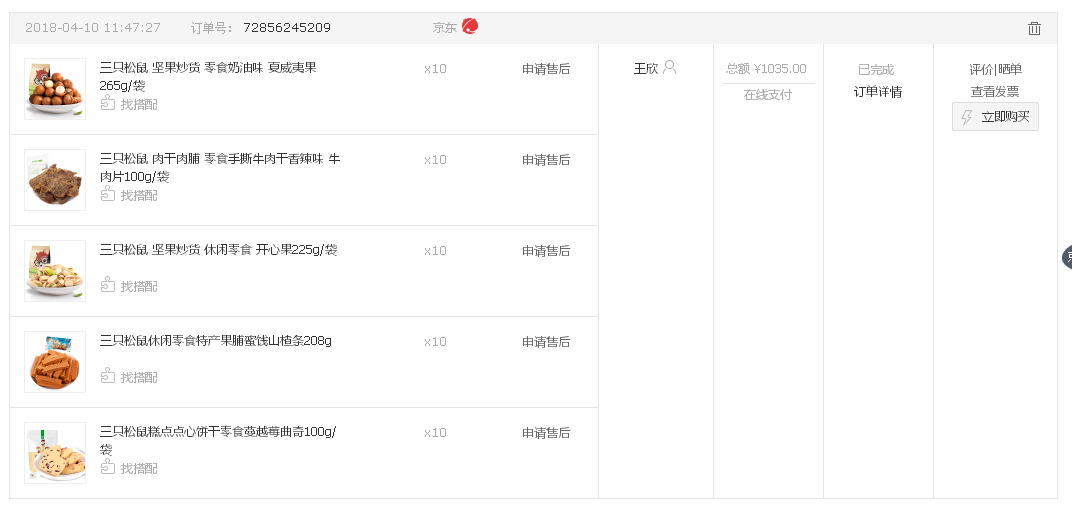 2018-04-10 11:47:27 订单号： 72856245209 京东
三只松鼠 坚果炒货 零食奶油味 夏威夷果
265g/袋
找搭配
x10
申请售后
王欣
总额 ¥1035.00
在线支付
已完成
订单详情
评价|晒单
查看发票
立即购买
三只松鼠 肉干肉脯 零食手撕牛肉干香辣味 牛
肉片100g/袋
找搭配
x10
申请售后
三只松鼠 坚果炒货 休闲零食 开心果225g/袋
找搭配
x10
申请售后
三只松鼠休闲零食特产果脯蜜饯山楂条208g
找搭配
x10
申请售后
三只松鼠糕点点心饼干零食蔓越莓曲奇100g/
袋
找搭配
x10
申请售后